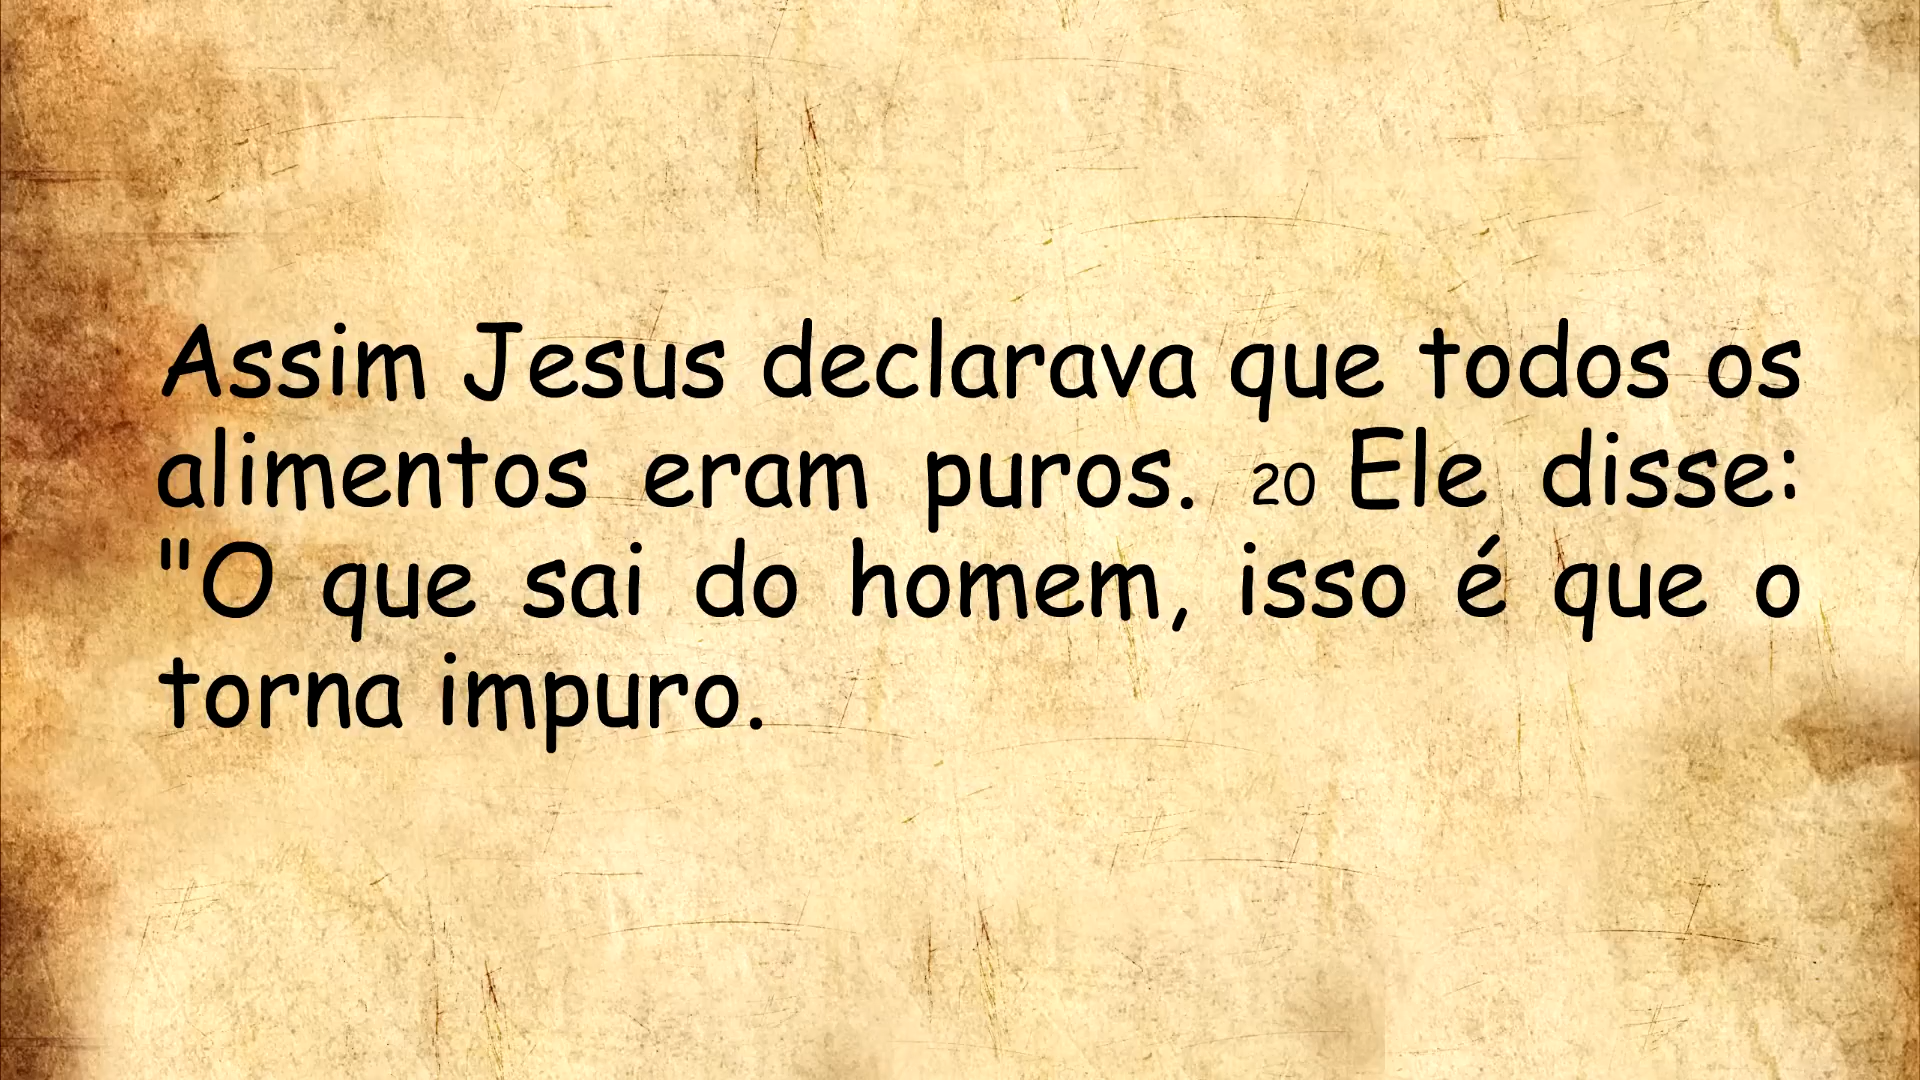 Assim Jesus declarava que todos os
alimentos eram puros. 20 Ele disse:
"O que sai do homem, isso é que o
torna impuro.